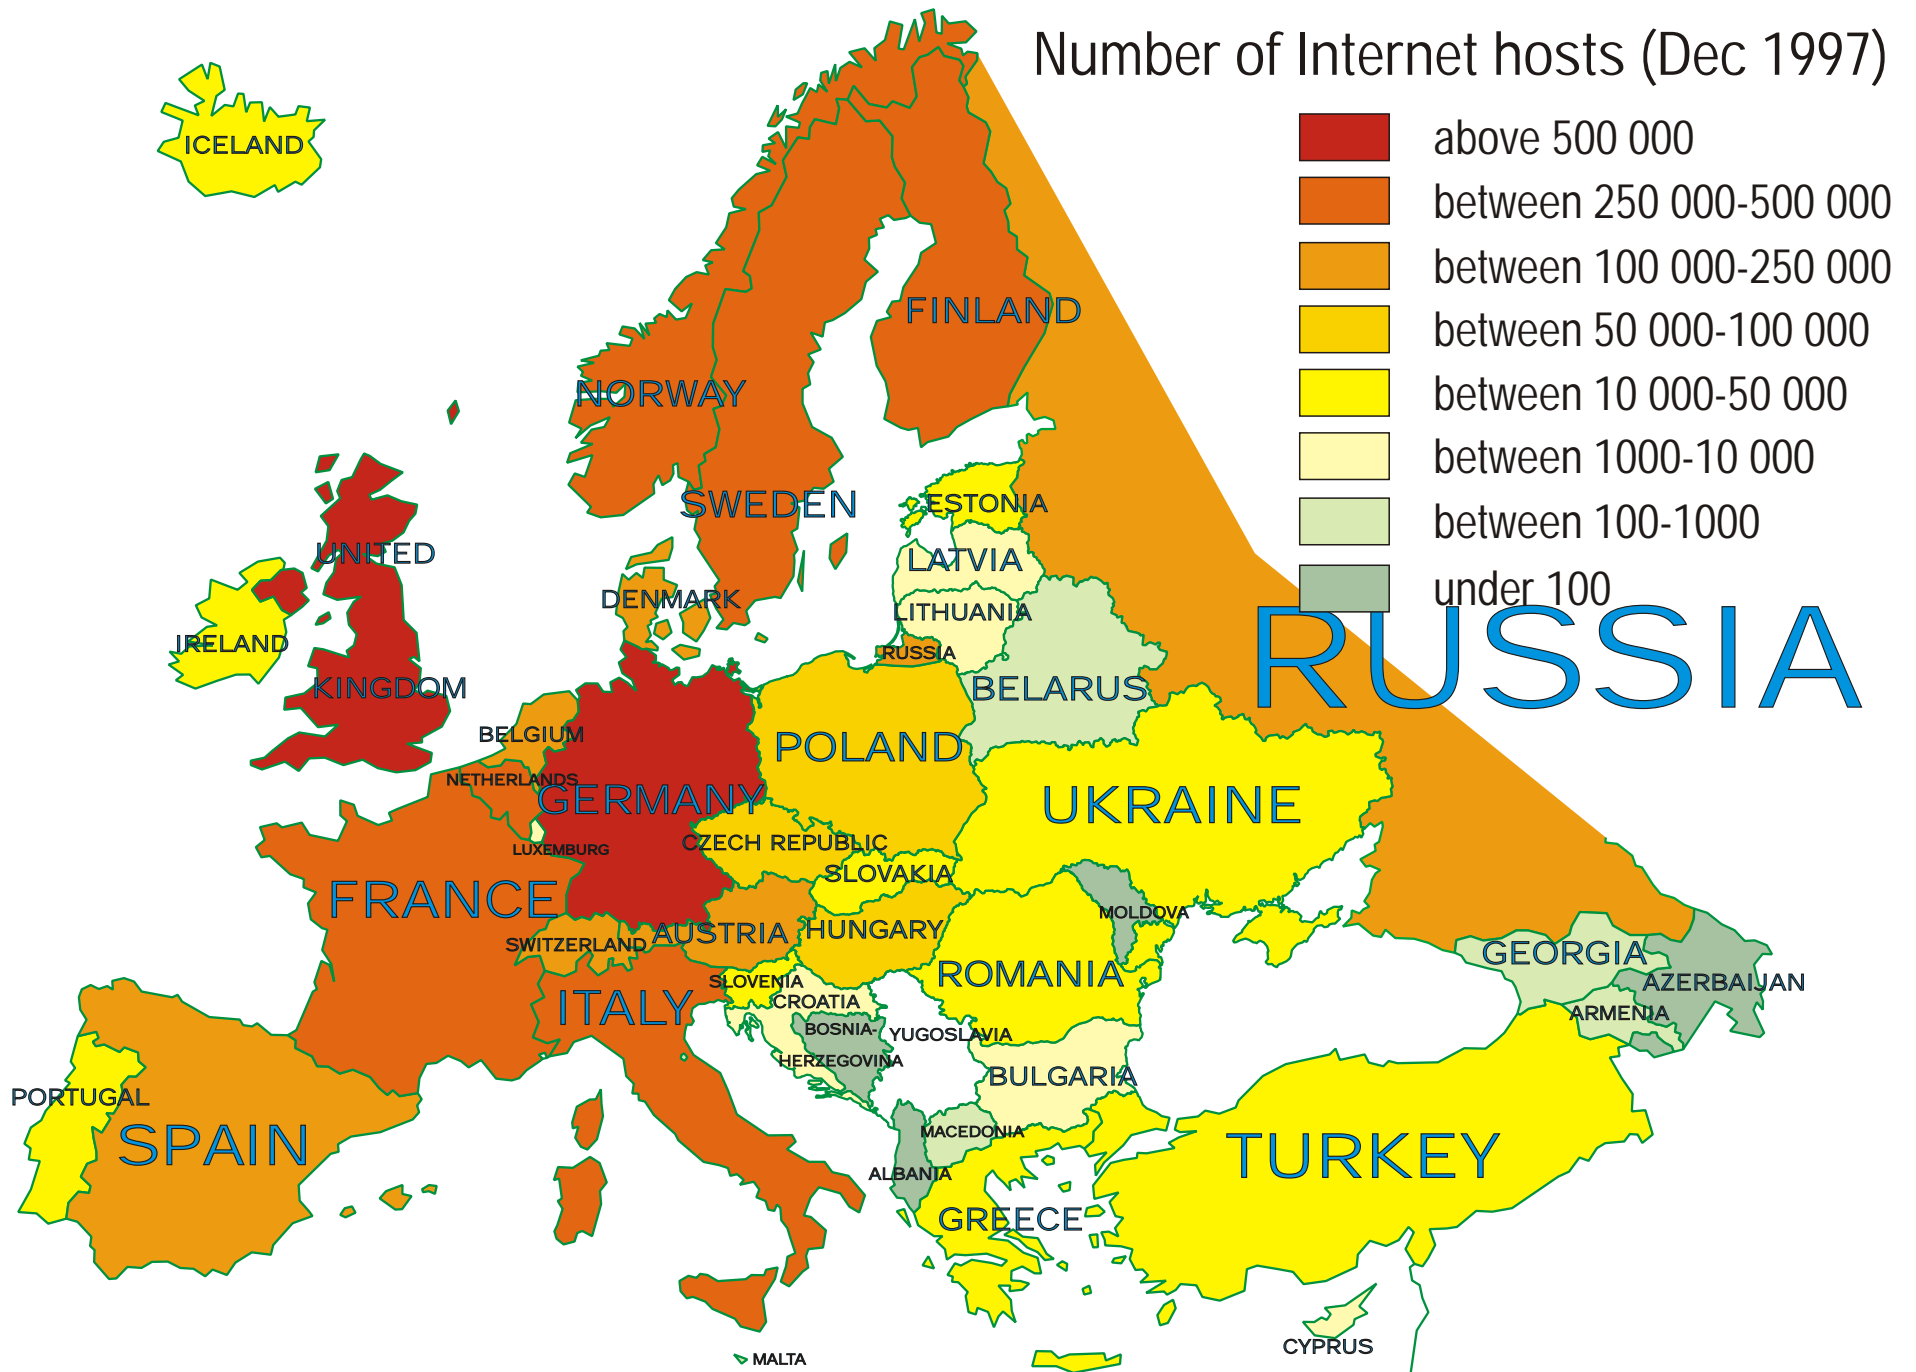 Number of Internet hosts (Dec 1997)
above 500 000
between 250 000-500 000
between 100 000-250 000
between 50 000-100 000
between 10 000-50 000
between 1000-10 000
between 100-1000
under 100
ICELAND
FINLAND
NORWAY
SWEDEN
ESTONIA
UNITED
KINGDOM
LATVIA
DENMARK
LITHUANIA
IRELAND
RUSSIA
RUSSIA
BELARUS
BELGIUM
POLAND
NETHERLANDS
GERMANY
UKRAINE
CZECH REPUBLIC
LUXEMBURG
SLOVAKIA
FRANCE
MOLDOVA
SWITZERLAND
AUSTRIA
HUNGARY
GEORGIA
ROMANIA
SLOVENIA
AZERBAIJAN
CROATIA
ITALY
ARMENIA
BOSNIA-
HERZEGOVINA
YUGOSLAVIA
BULGARIA
PORTUGAL
SPAIN
MACEDONIA
TURKEY
ALBANIA
GREECE
CYPRUS
MALTA